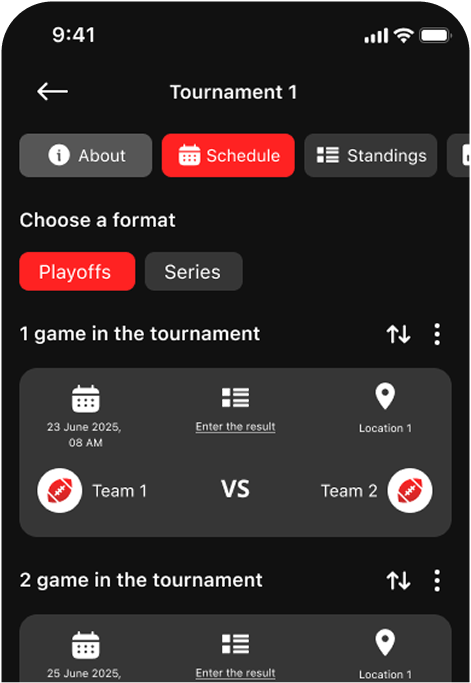 9:41
Tournament 1
About
Schedule
Standings
Choose a format
Playoffs
Series
1 game in the tournament
23 June 2025,
08 AM
Enter the result
Location 1
Team 1
VS
Team 2
2 game in the tournament
25 June 2025,
Enter the result
Location 1